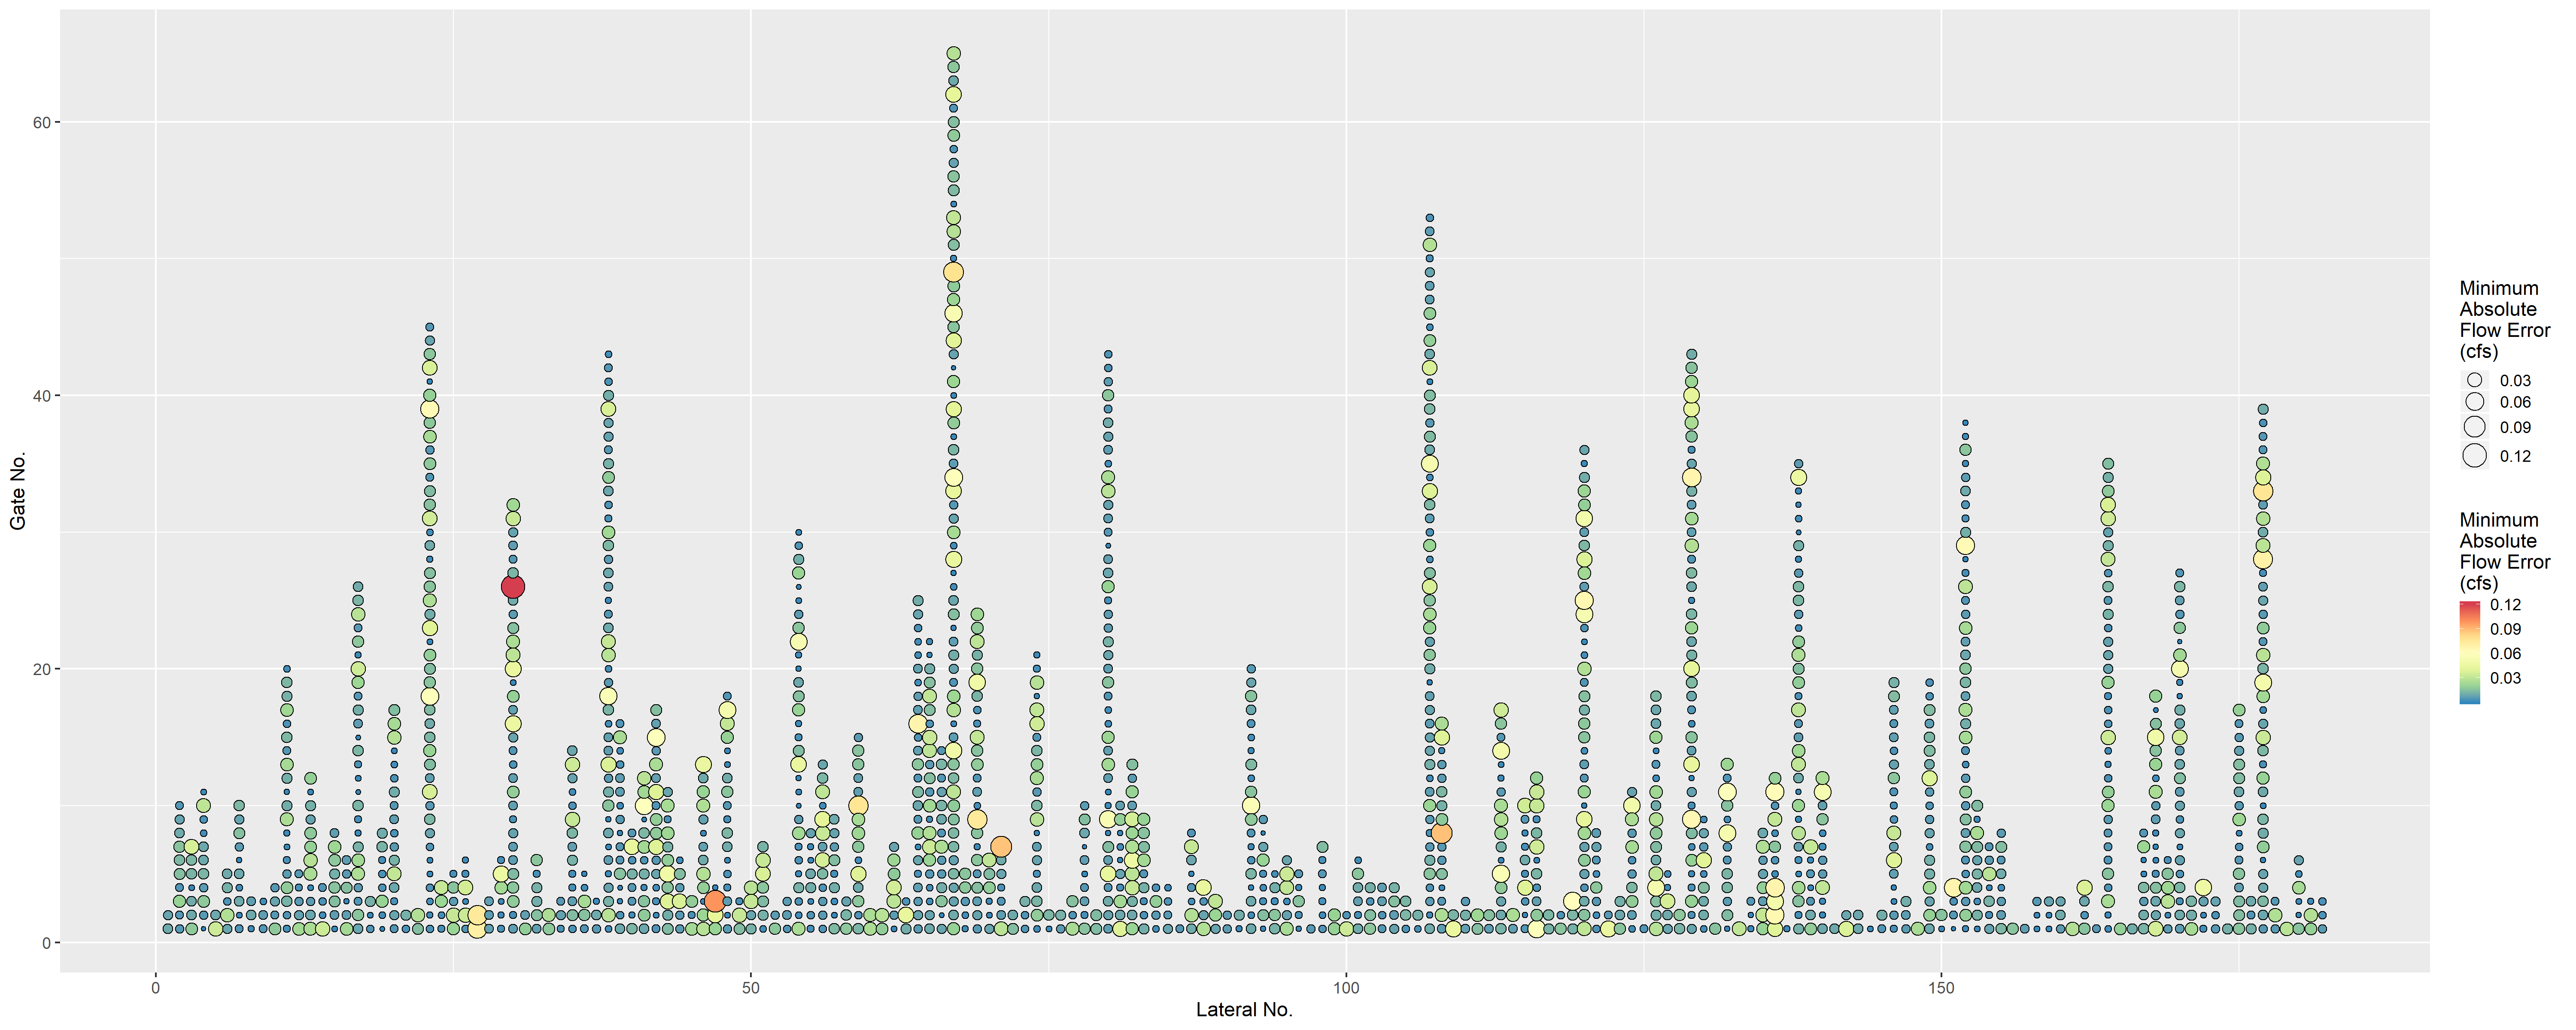 60
40
20
0
Gate No.
0
50
100
150
Lateral No.
Minimum
Absolute
Flow Error
(cfs)
0.03
0.06
0.09
0.12
Minimum
Absolute
Flow Error
(cfs)
0.12
0.09
0.06
0.03